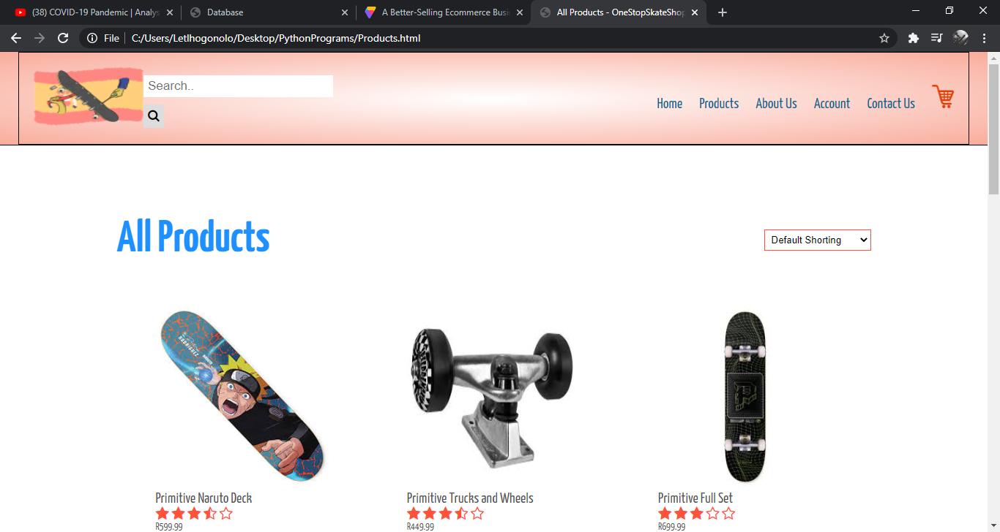 (38) COVID-19 Pandemic | Analys
Database
A Better-Selling Ecommerce Busi
All Products - OneStopSkateShop
File
C:/Users/Letlhogonolo/Desktop/PythonPrograms/Products.html
Search..
Home
Products
About Us
Account
Contact Us
All Products
Default Shorting
Primitive Naruto Deck
Primitive Trucks and Wheels
Primitive Full Set
R599.99
R449.99
R699.99